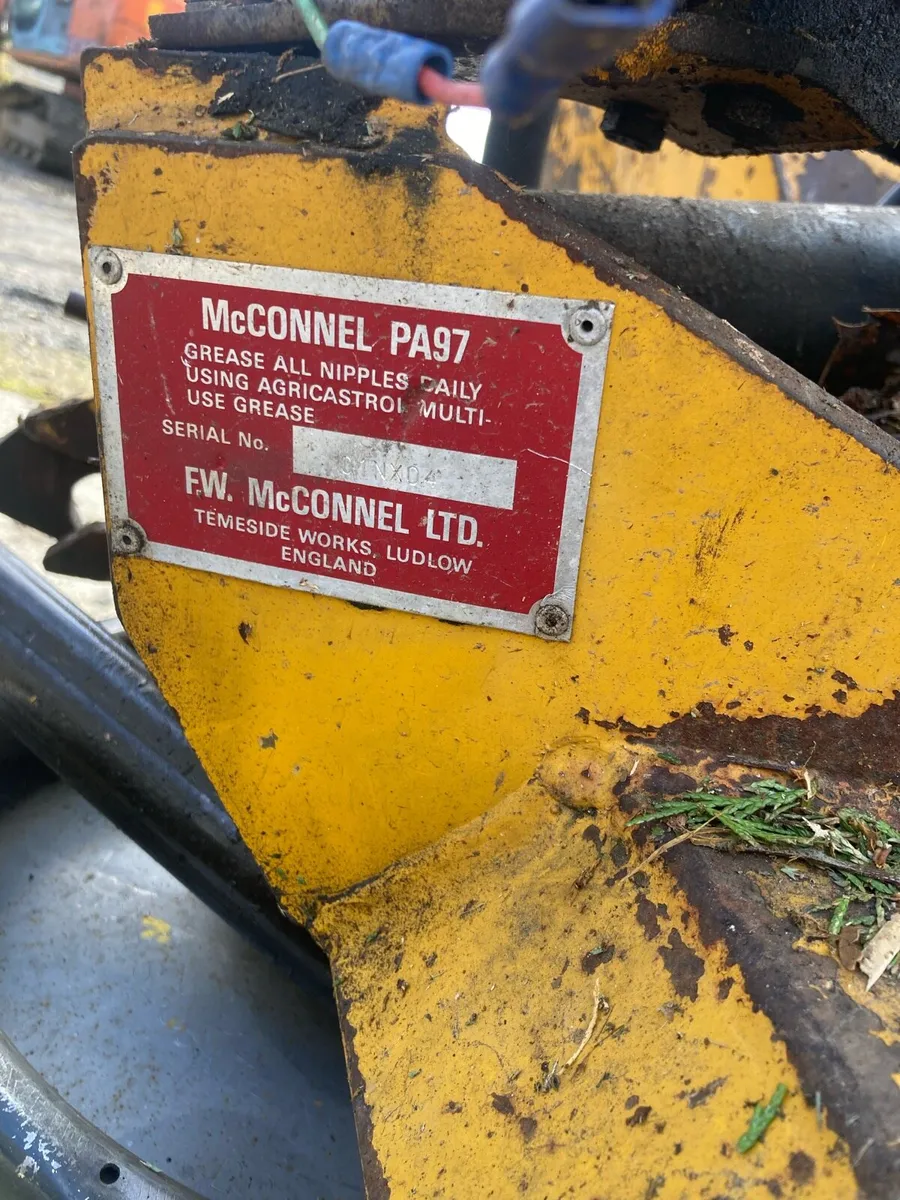 McCONNEL PA97
GREASE ALL NIPPLES DAILY
USING AGRICASTROL MULTI-
USE GREASE
SERIAL No.
F.W. McCONNEL LTD.
TEMESIDE WORKS, LUDLOW
ENGLAND